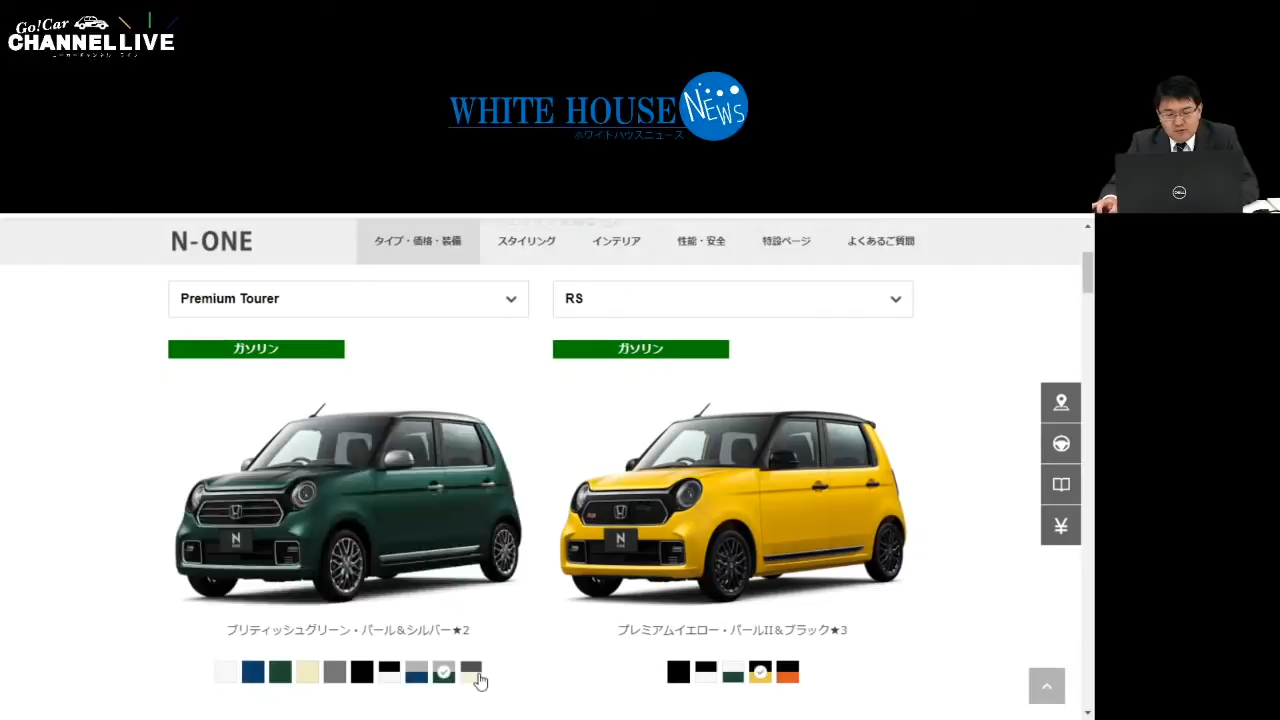 Go!Car
CHANNELLIVE
WHITE HOUSE NEWS
ホワイトハウスニュース
DELL
N-ONE
タイプ・価格・装備
スタイリング
インテリア
性能・安全
特設ページ
よくあるご質問
Premium Tourer
RS
ガソリン
ガソリン
N
RS
N
ブリティッシュグリーン・パール＆シルバー★2
プレミアムイエロー・パールII＆ブラック★3
¥